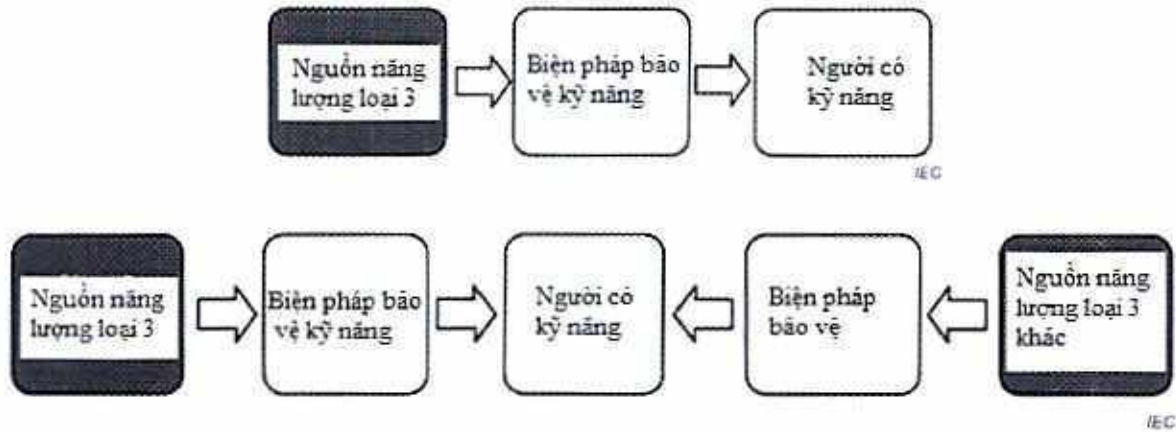 Nguồn năng
lượng loại 3
Biện pháp bảo
vệ kỹ năng
Người có
kỹ năng
IEC
Nguồn năng
lượng loại 3
Biện pháp bảo
vệ kỹ năng
Người có
kỹ năng
Biện pháp
bảo vệ
Nguồn năng
lượng loại 3
khác
IEC